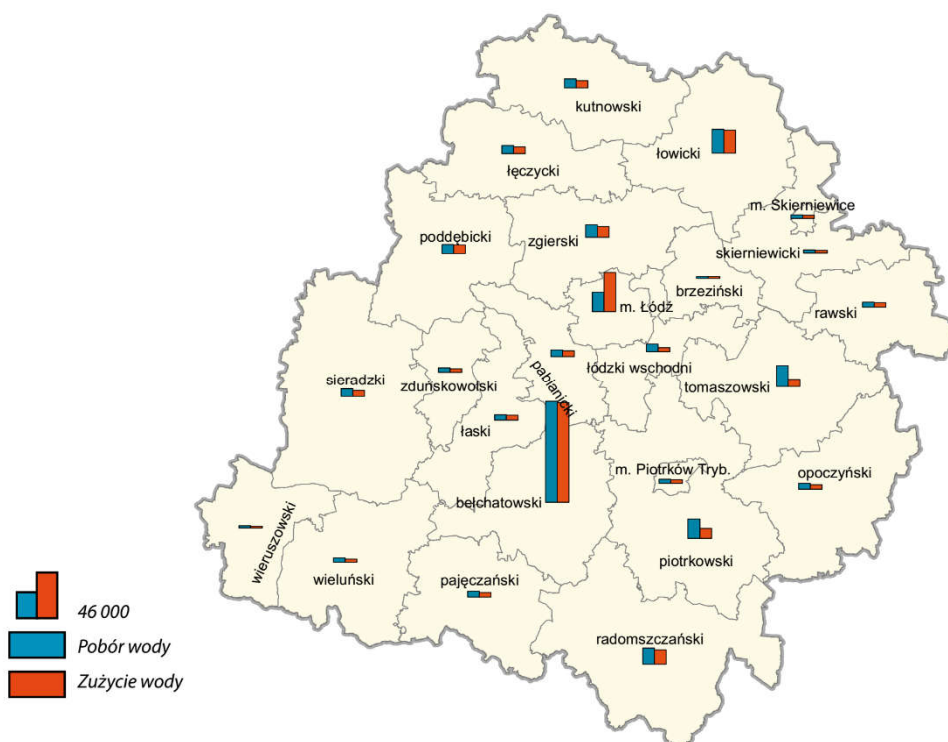 kutnowski
łowicki
łęczycki
m. Skierniewice
poddębicki
zgierski
skierniewicki
brzeziński
m. Łódź
rawski
łódzki wschodni
pabianicki
sieradzki
zduńskowolski
tomaszowski
łaski
m. Piotrków Tryb.
opoczyński
bełchatowski
wieruszowski
piotrkowski
wieluński
pajęczański
46 000
radomszczański
Pobór wody
Zużycie wody